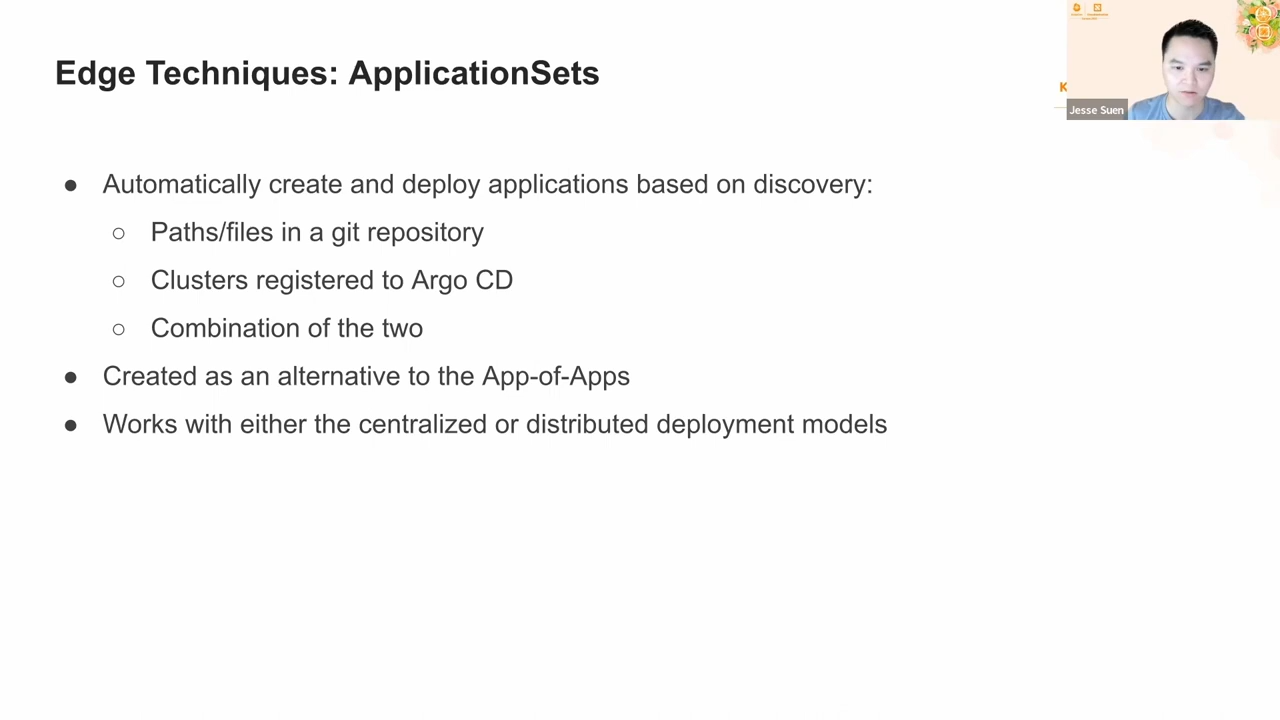 Edge Techniques: ApplicationSets
K
Jesse Suen
● Automatically create and deploy applications based on discovery:
○ Paths/files in a git repository
○ Clusters registered to Argo CD
○ Combination of the two
● Created as an alternative to the App-of-Apps
● Works with either the centralized or distributed deployment models